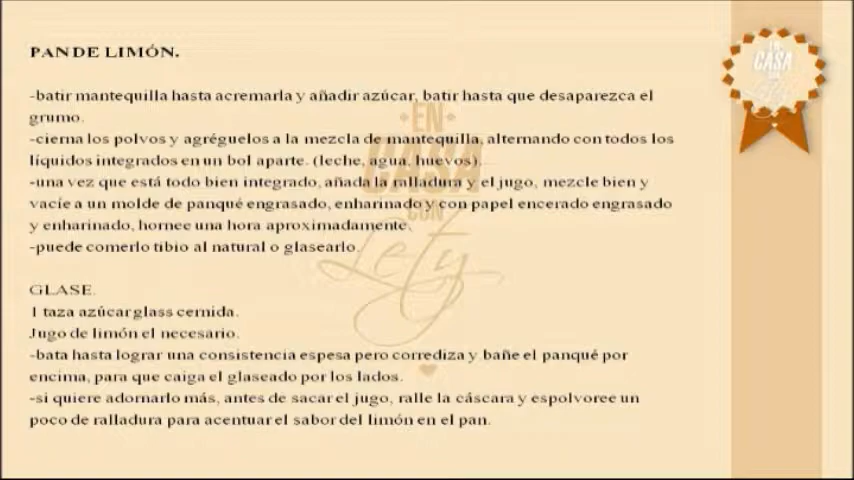 PAN DE LIMÓN.
-batir mantequilla hasta acremarla y añadir azúcar, batir hasta que desaparezca el
grumo.
-cierna los polvos y agréguelos a la mezcla de mantequilla, alternando con todos los
líquidos integrados en un bol aparte. (leche, agua, huevos).
-una vez que está todo bien integrado, añada la ralladura y el jugo, mezcle bien y
vacíe a un molde de panqué engrasado, enharinado y con papel encerado engrasado
y enharinado, hornee una hora aproximadamente.
-puede comerlo tibio al natural o glasearlo.
GLASE.
1 taza azúcar glass cernida.
Jugo de limón el necesario.
-bata hasta lograr una consistencia espesa pero corrediza y bañe el panqué por
encima, para que caiga el glaseado por los lados.
-si quiere adornarlo más, antes de sacar el jugo, ralle la cáscara y espolvoree un
poco de ralladura para acentuar el sabor del limón en el pan.
EN
CASA
CON
Lety
EN
CASA
CON
Lety